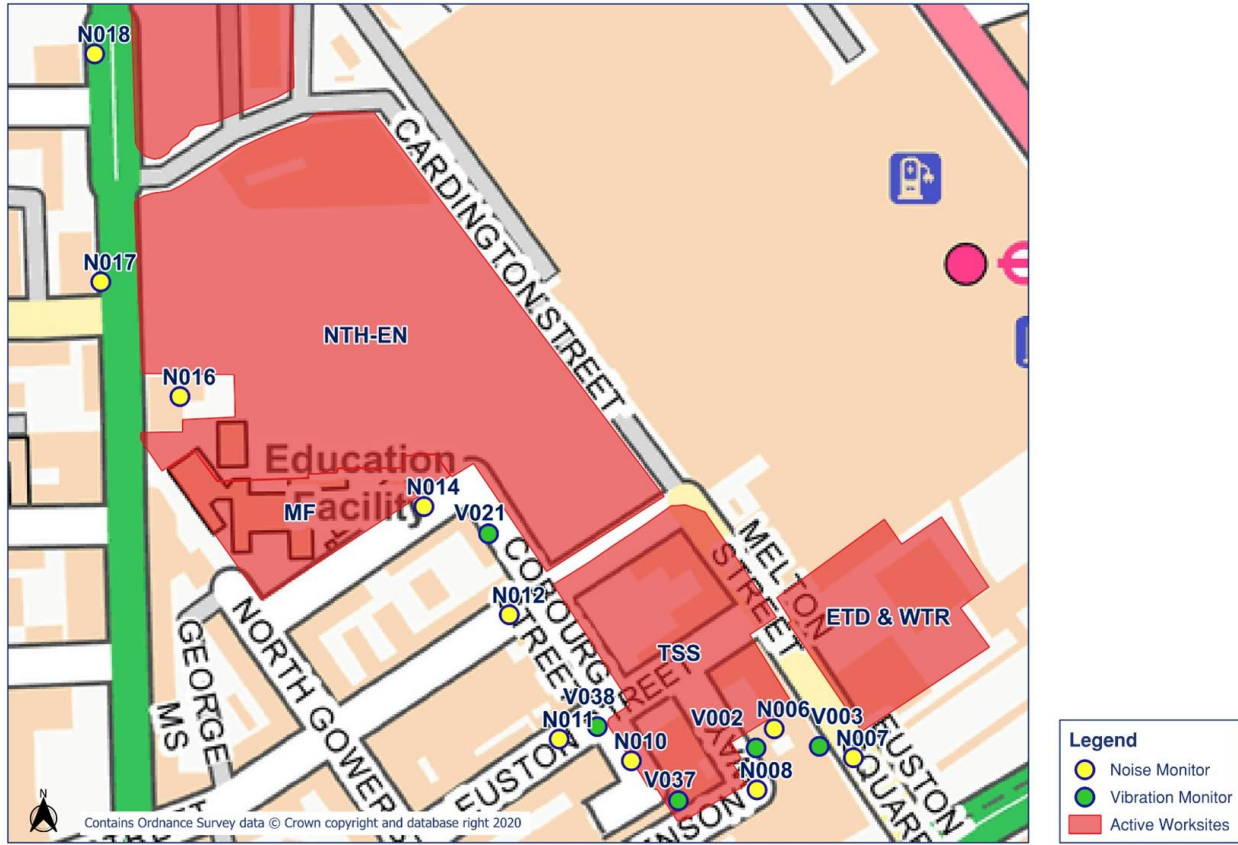 N018
CARDINGTON STREET
N017
NTH-EN
N016
Education
Facility
MF
N014
V021
COBOURG
STREET
MELTON
STREET
N012
ETD & WTR
TSS
NORTH GOWER
GEORGE
MS
V038
N011
EUSTON STREET
N010
V002
N006
V003
N007
V037
N008
EUSTON
SQUARE
Contains Ordnance Survey data © Crown copyright and database right 2020
N
Legend
Noise Monitor
Vibration Monitor
Active Worksites